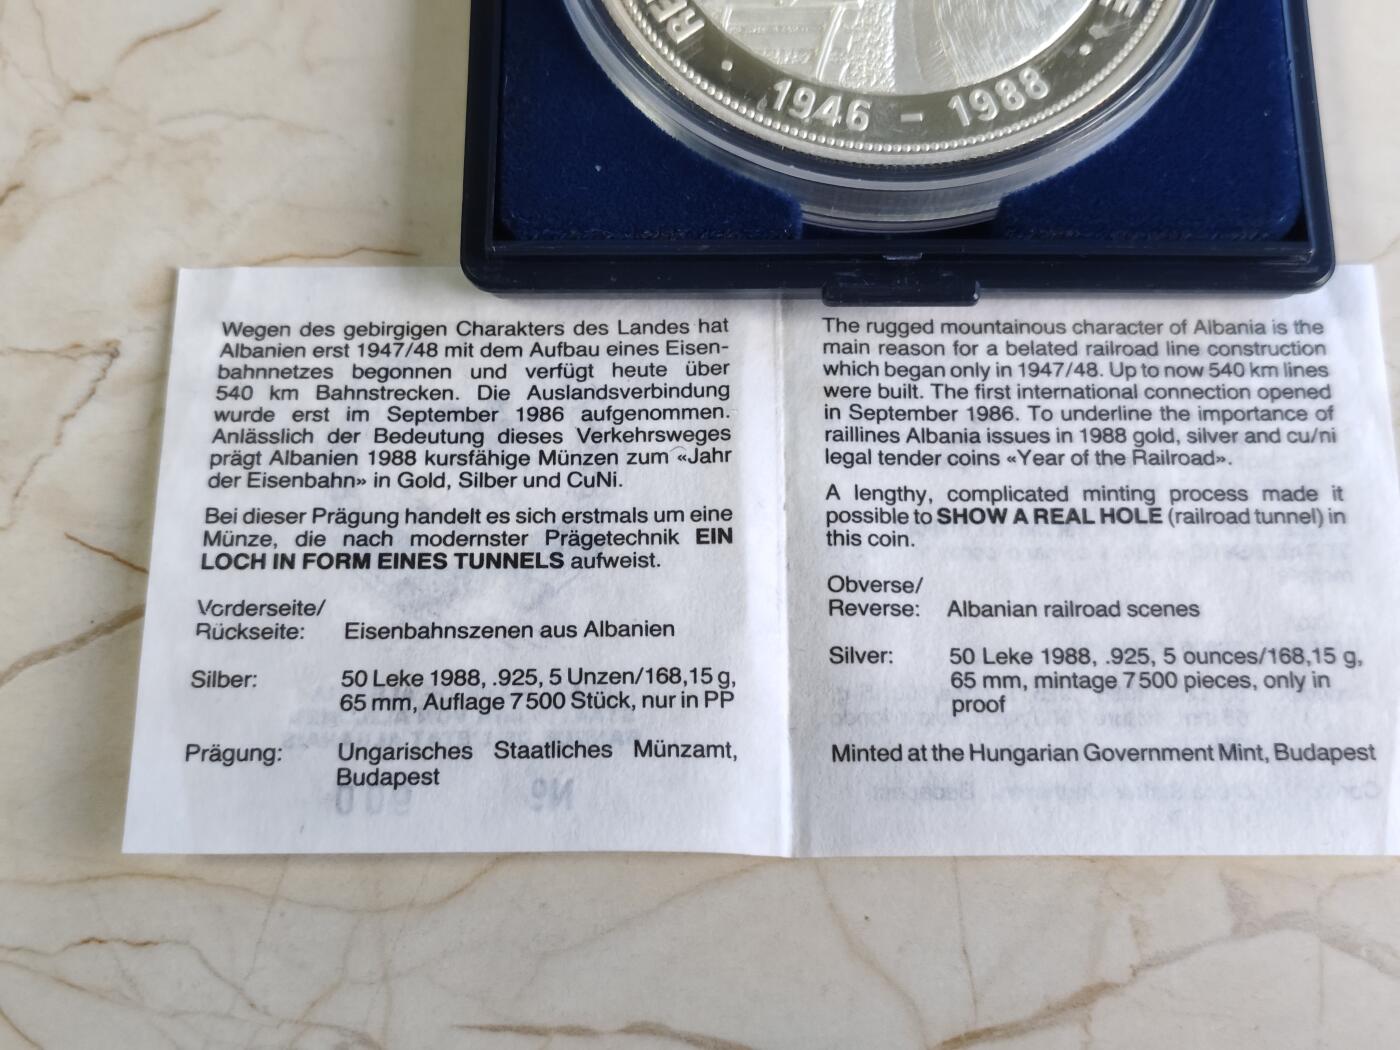 1946 – 1988
Wegen des gebirgigen Charakters des Landes hat
Albanien erst 1947/48 mit dem Aufbau eines Eisen-
bahnnetzes begonnen und verfügt heute über
540 km Bahnstrecken. Die Auslandsverbindung
wurde erst im September 1986 aufgenommen.
Anlässlich der Bedeutung dieses Verkehrsweges
prägt Albanien 1988 kursfähige Münzen zum «Jahr
der Eisenbahn» in Gold, Silber und CuNi.
Bei dieser Prägung handelt es sich erstmals um eine
Münze, die nach modernster Prägetechnik EIN
LOCH IN FORM EINES TUNNELS aufweist.
Vorderseite/
Rückseite: Eisenbahnszenen aus Albanien
Silber: 50 Leke 1988, .925, 5 Unzen/168,15 g,
65 mm, Auflage 7500 Stück, nur in PP
Prägung: Ungarisches Staatliches Münzamt,
Budapest
The rugged mountainous character of Albania is the
main reason for a belated railroad line construction
which began only in 1947/48. Up to now 540 km lines
were built. The first international connection opened
in September 1986. To underline the importance of
raillines Albania issues in 1988 gold, silver and cu/ni
legal tender coins «Year of the Railroad».
A lengthy, complicated minting process made it
possible to SHOW A REAL HOLE (railroad tunnel) in
this coin.
Obverse/
Reverse: Albanian railroad scenes
Silver: 50 Leke 1988, .925, 5 ounces/168,15 g,
65 mm, mintage 7500 pieces, only in
proof
Minted at the Hungarian Government Mint, Budapest